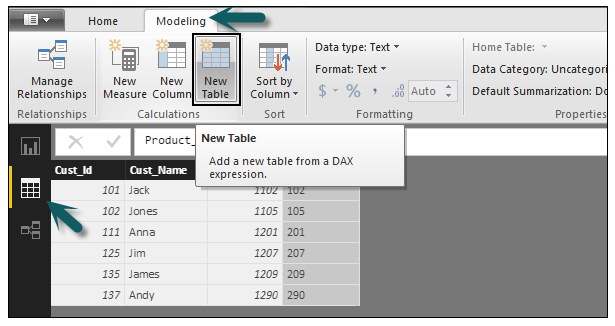 Home Modeling
Manage Relationships
New Measure
New Column
New Table
Sort by Column
Data type: Text
Format: Text
$ % , .00 Auto
Home Table:
Data Category: Uncategori
Default Summarization: Do
Relationships Calculations Sort Formatting Properties
Product_
New Table
Add a new table from a DAX
expression.
Cust_Id Cust_Name
101 Jack 1102 102
102 Jones 1105 105
111 Anna 1201 201
125 Jim 1207 207
135 James 1209 209
137 Andy 1290 290